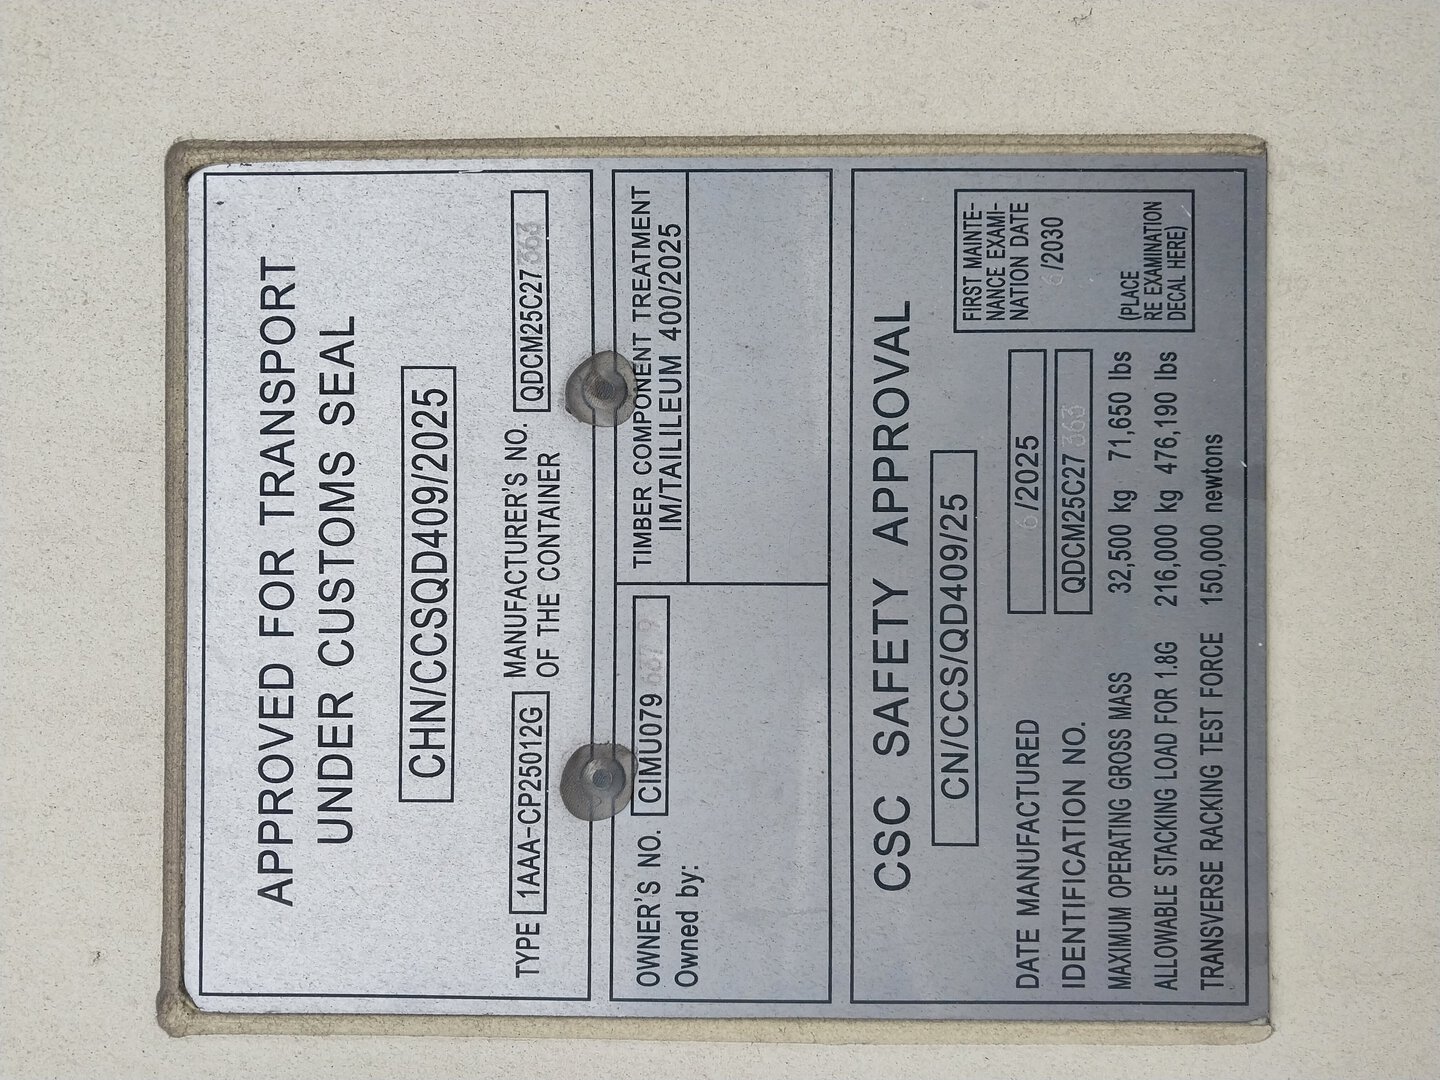 APPROVED FOR TRANSPORT
UNDER CUSTOMS SEAL
CHN/CCSQD409/2025
TYPE 1AAA-CP25012G MANUFACTURER'S NO. OF THE CONTAINER QDCM25C27363
OWNER'S NO. CIMU079
Owned by:
TIMBER COMPONENT TREATMENT
IM/TAILILEUM 400/2025
CSC SAFETY APPROVAL
CN/CCS/QD409/25
DATE MANUFACTURED 6/2025
IDENTIFICATION NO. QDCM25C27363
MAXIMUM OPERATING GROSS MASS 32,500 kg 71,650 lbs
ALLOWABLE STACKING LOAD FOR 1.8G 216,000 kg 476,190 lbs
TRANSVERSE RACKING TEST FORCE 150,000 newtons
FIRST MAINTE-
NANCE EXAMI-
NATION DATE
6/2030
(PLACE
RE EXAMINATION
DECAL HERE)